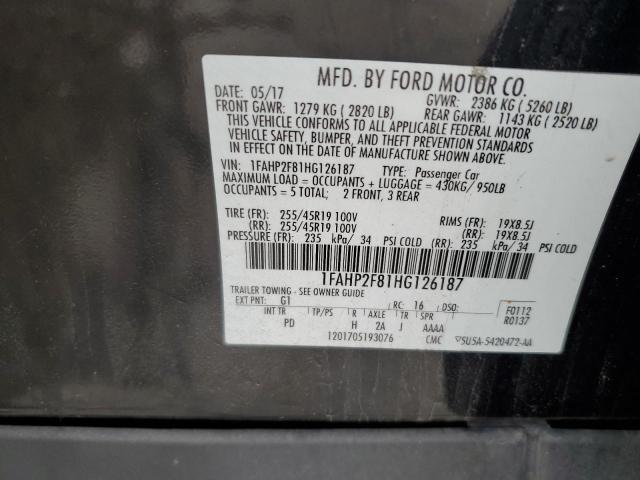 MFD. BY FORD MOTOR CO.
DATE: 05/17 GVWR: 2386 KG ( 5260 LB)
FRONT GAWR: 1279 KG ( 2820 LB) REAR GAWR: 1143 KG ( 2520 LB)
THIS VEHICLE CONFORMS TO ALL APPLICABLE FEDERAL MOTOR
VEHICLE SAFETY, BUMPER, AND THEFT PREVENTION STANDARDS
IN EFFECT ON THE DATE OF MANUFACTURE SHOWN ABOVE.
VIN: 1FAHP2F81HG126187 TYPE: Passenger Car
MAXIMUM LOAD = OCCUPANTS + LUGGAGE = 430KG/ 950LB
OCCUPANTS = 5 TOTAL: 2 FRONT, 3 REAR
TIRE (FR): 255/45R19 100V RIMS (FR): 19X8.5J
(RR): 255/45R19 100V (RR): 19X8.5J
PRESSURE (FR): 235 kPa/ 34 PSI COLD (RR): 235 kPa/ 34 PSI COLD
1FAHP2F81HG126187
TRAILER TOWING - SEE OWNER GUIDE
EXT PNT: G1 RC: 16 DSO: F0112
INT TR TP/PS R AXLE TR SPR R0137
PD H 2A J AAAA
1201705193076 CMC ▽SU5A-5420472-AA